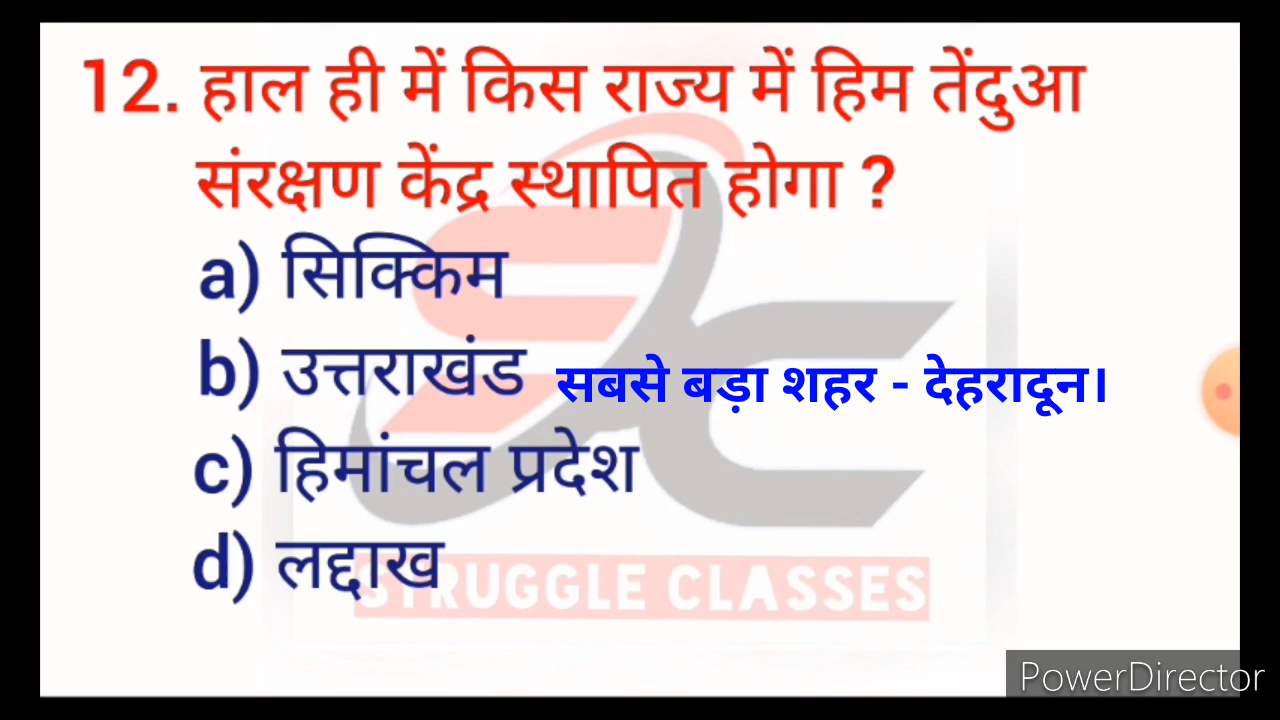 12. हाल ही में किस राज्य में हिम तेंदुआ
संरक्षण केंद्र स्थापित होगा ?
a) सिक्किम
b) उत्तराखंड सबसे बड़ा शहर - देहरादून।
c) हिमांचल प्रदेश
d) लद्दाख
STRUGGLE CLASSES
PowerDirector